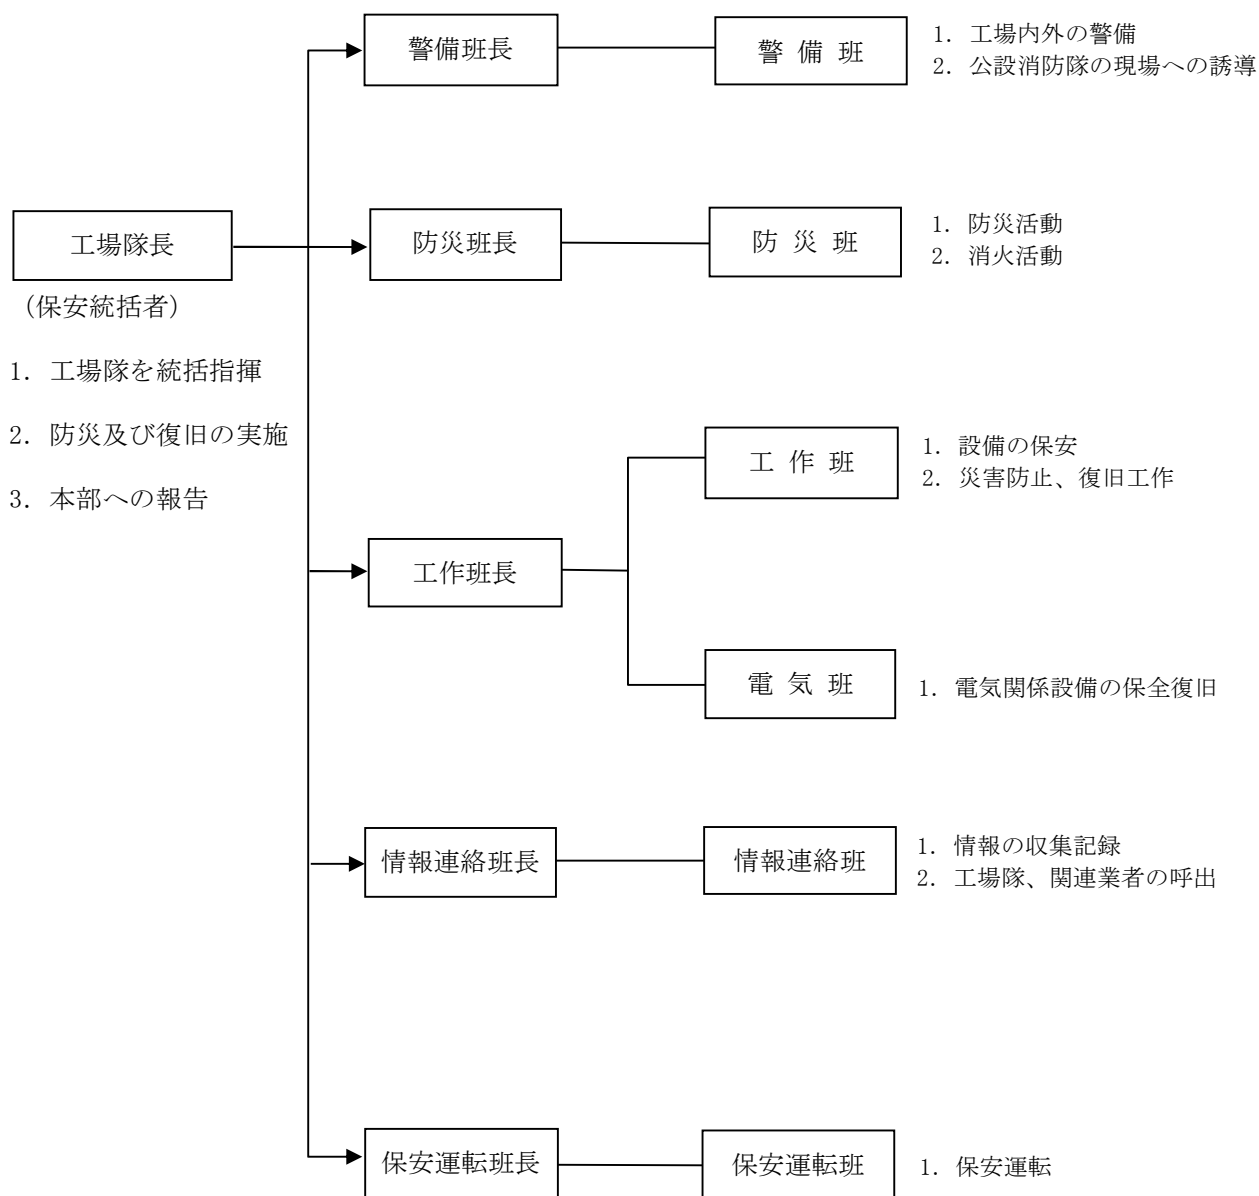 警備班長
警 備 班
1. 工場内外の警備
2. 公設消防隊の現場への誘導
工場隊長
(保安統括者)
1. 工場隊を統括指揮
2. 防災及び復旧の実施
3. 本部への報告
防災班長
防 災 班
1. 防災活動
2. 消火活動
工作班長
工 作 班
1. 設備の保安
2. 災害防止、復旧工作
電 気 班
1. 電気関係設備の保全復旧
情報連絡班長
情報連絡班
1. 情報の収集記録
2. 工場隊、関連業者の呼出
保安運転班長
保安運転班
1. 保安運転